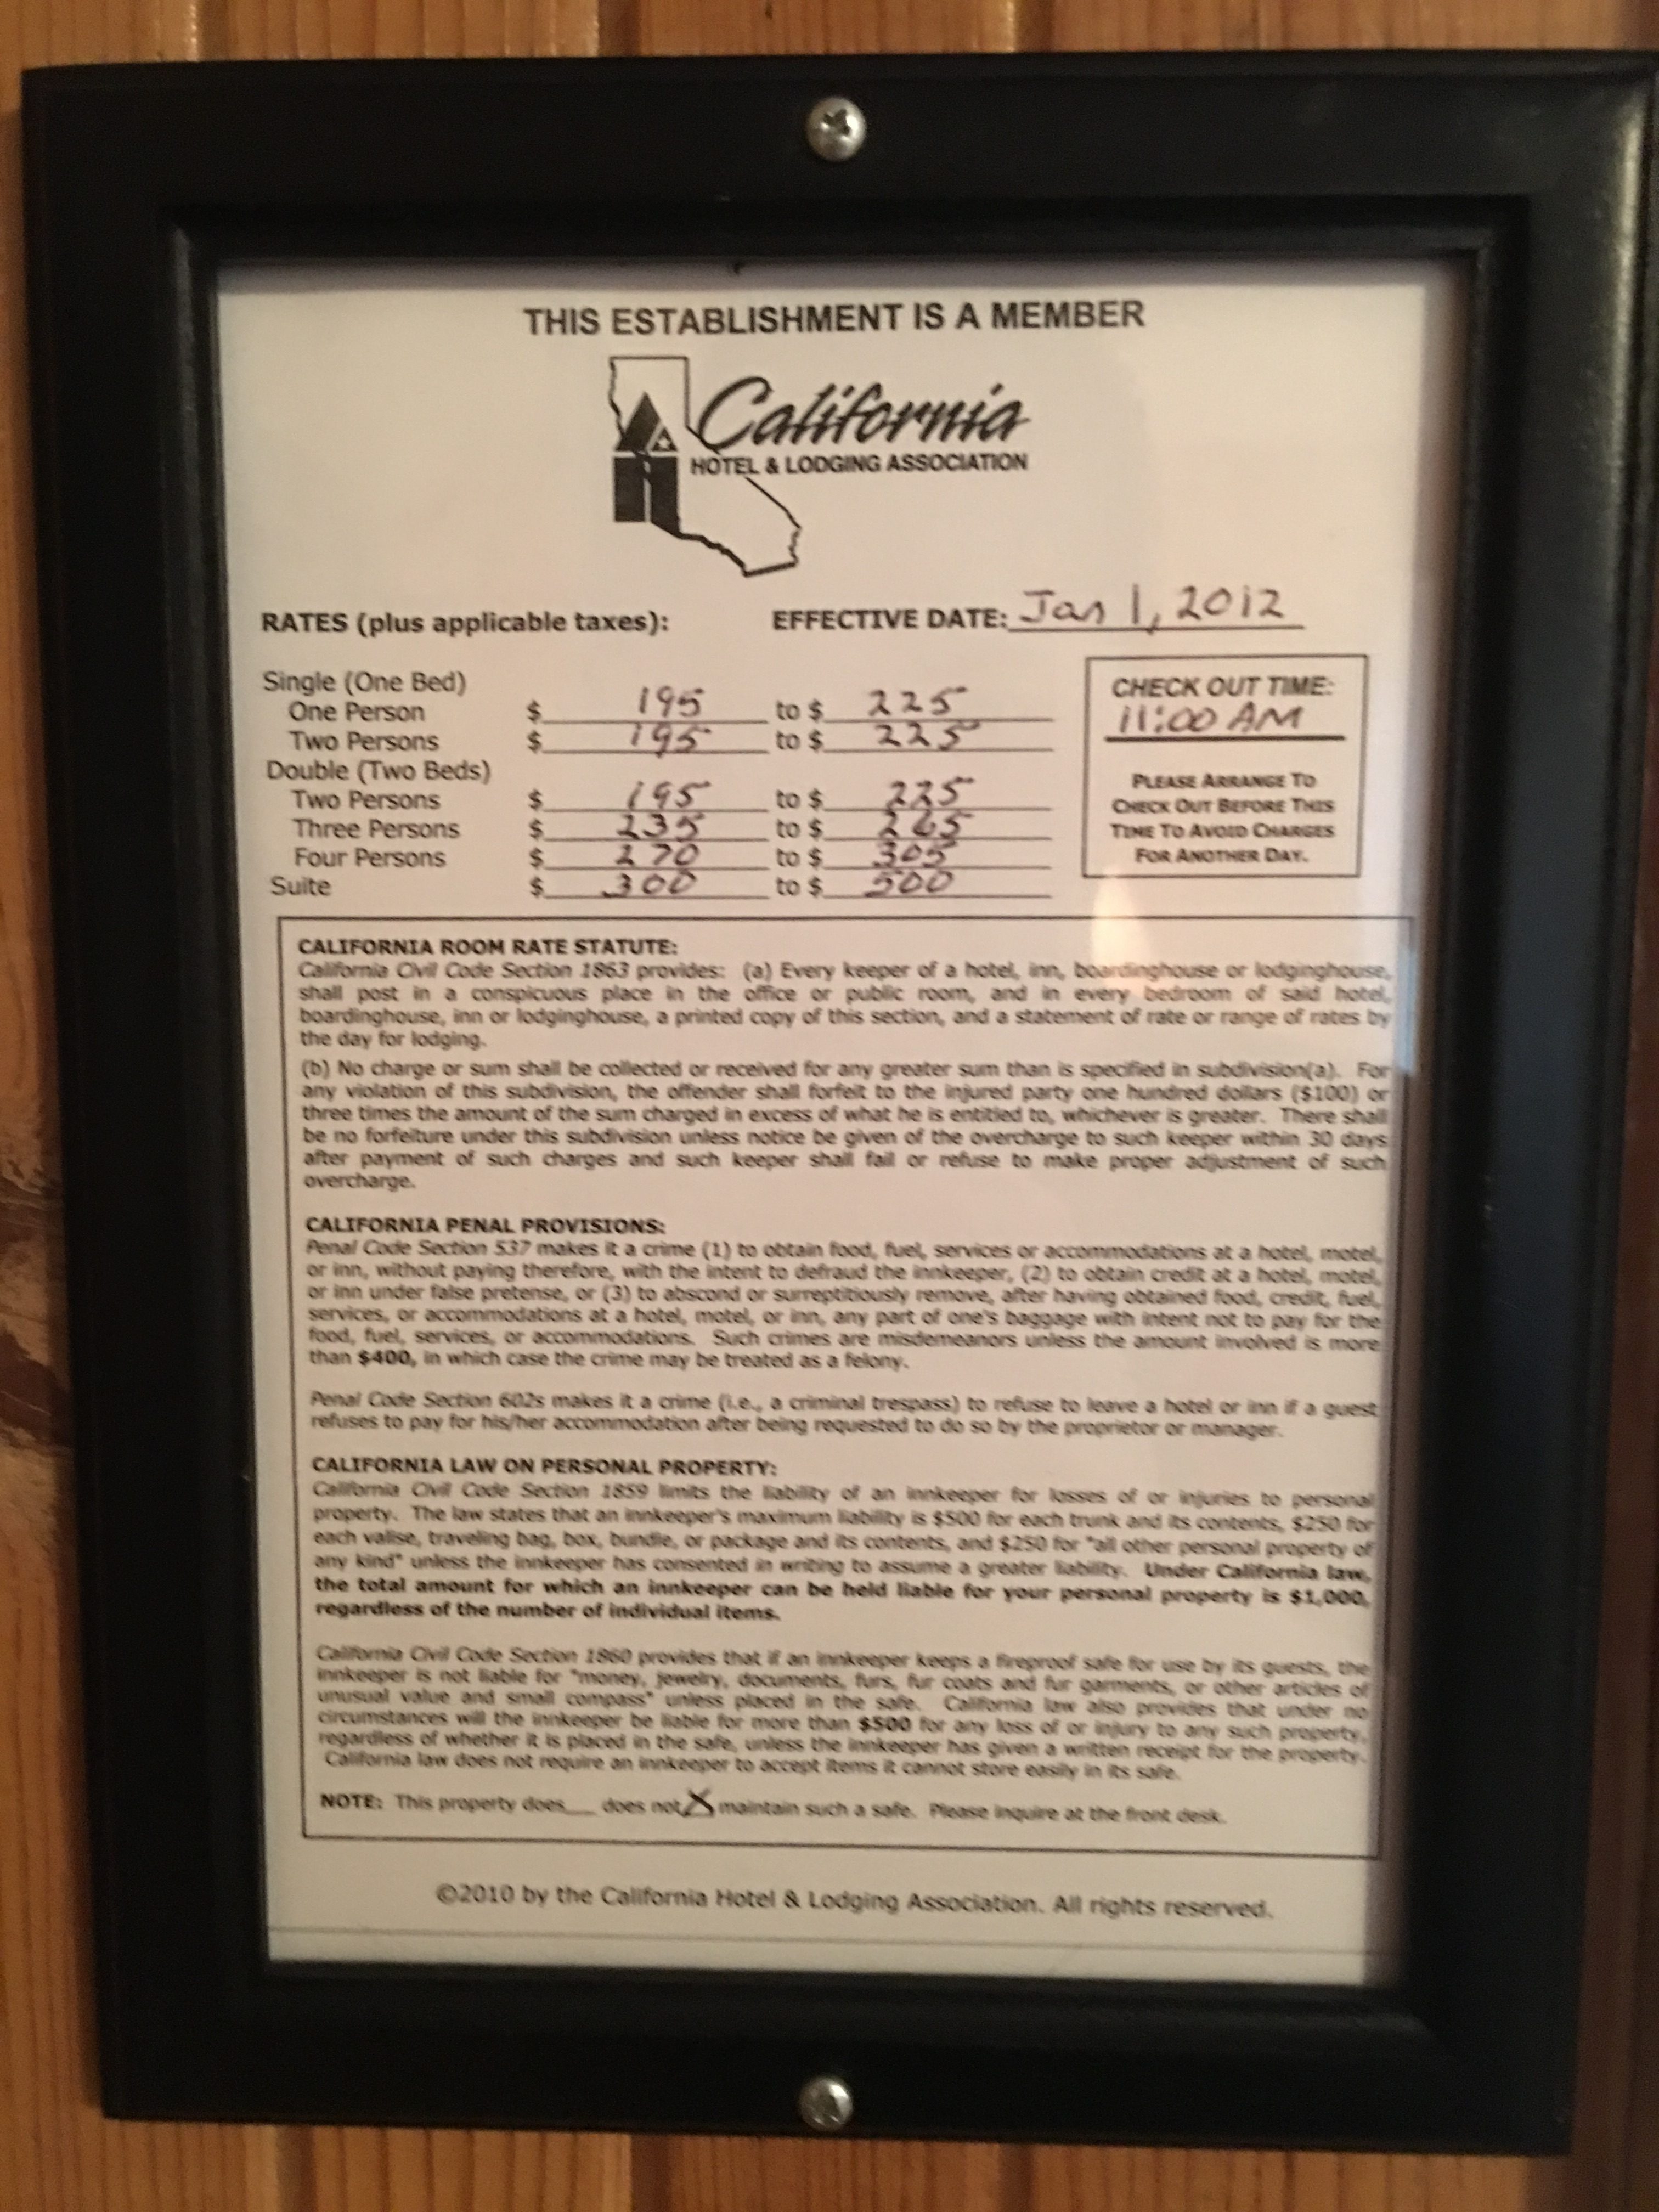 THIS ESTABLISHMENT IS A MEMBER
California
HOTEL & LODGING ASSOCIATION
RATES (plus applicable taxes):
EFFECTIVE DATE: Jan 1, 2012
Single (One Bed)
One Person $ 195 to $ 225
Two Persons $ 195 to $ 225
Double (Two Beds)
Two Persons $ 195 to $ 225
Three Persons $ 235 to $ 265
Four Persons $ 270 to $ 305
Suite $ 300 to $ 500
CHECK OUT TIME:
11:00 AM
PLEASE ARRANGE TO
CHECK OUT BEFORE THIS
TIME TO AVOID CHARGES
FOR ANOTHER DAY.
CALIFORNIA ROOM RATE STATUTE:
California Civil Code Section 1863 provides: (a) Every keeper of a hotel, inn, boardinghouse or lodginghouse,
shall post in a conspicuous place in the office or public room, and in every bedroom of said hotel,
boardinghouse, inn or lodginghouse, a printed copy of this section, and a statement of rate or range of rates by
the day for lodging.
(b) No charge or sum shall be collected or received for any greater sum than is specified in subdivision(a). For
any violation of this subdivision, the offender shall forfeit to the injured party one hundred dollars ($100) or
three times the amount of the sum charged in excess of what he is entitled to, whichever is greater. There shall
be no forfeiture under this subdivision unless notice be given of the overcharge to such keeper within 30 days
after payment of such charges and such keeper shall fail or refuse to make proper adjustment of such
overcharge.
CALIFORNIA PENAL PROVISIONS:
Penal Code Section 537 makes it a crime (1) to obtain food, fuel, services or accommodations at a hotel, motel,
or inn, without paying therefore, with the intent to defraud the innkeeper, (2) to obtain credit at a hotel, motel,
or inn under false pretense, or (3) to abscond or surreptitiously remove, after having obtained food, credit, fuel,
services, or accommodations at a hotel, motel, or inn, any part of one's baggage with intent not to pay for the
food, fuel, services, or accommodations. Such crimes are misdemeanors unless the amount involved is more
than $400, in which case the crime may be treated as a felony.
Penal Code Section 602s makes it a crime (i.e., a criminal trespass) to refuse to leave a hotel or inn if a guest
refuses to pay for his/her accommodation after being requested to do so by the proprietor or manager.
CALIFORNIA LAW ON PERSONAL PROPERTY:
California Civil Code Section 1859 limits the liability of an innkeeper for losses of or injuries to personal
property. The law states that an innkeeper's maximum liability is $500 for each trunk and its contents, $250 for
each valise, traveling bag, box, bundle, or package and its contents, and $250 for "all other personal property of
any kind" unless the innkeeper has consented in writing to assume a greater liability. Under California law,
the total amount for which an innkeeper can be held liable for your personal property is $1,000,
regardless of the number of individual items.
California Civil Code Section 1860 provides that if an innkeeper keeps a fireproof safe for use by its guests, the
innkeeper is not liable for "money, jewelry, documents, furs, fur coats and fur garments, or other articles of
unusual value and small compass" unless placed in the safe. California law also provides that under no
circumstances will the innkeeper be liable for more than $500 for any loss of or injury to any such property,
regardless of whether it is placed in the safe, unless the innkeeper has given a written receipt for the property.
California law does not require an innkeeper to accept items it cannot store easily in its safe.
NOTE: This property does__ does not X maintain such a safe. Please inquire at the front desk.
©2010 by the California Hotel & Lodging Association. All rights reserved.